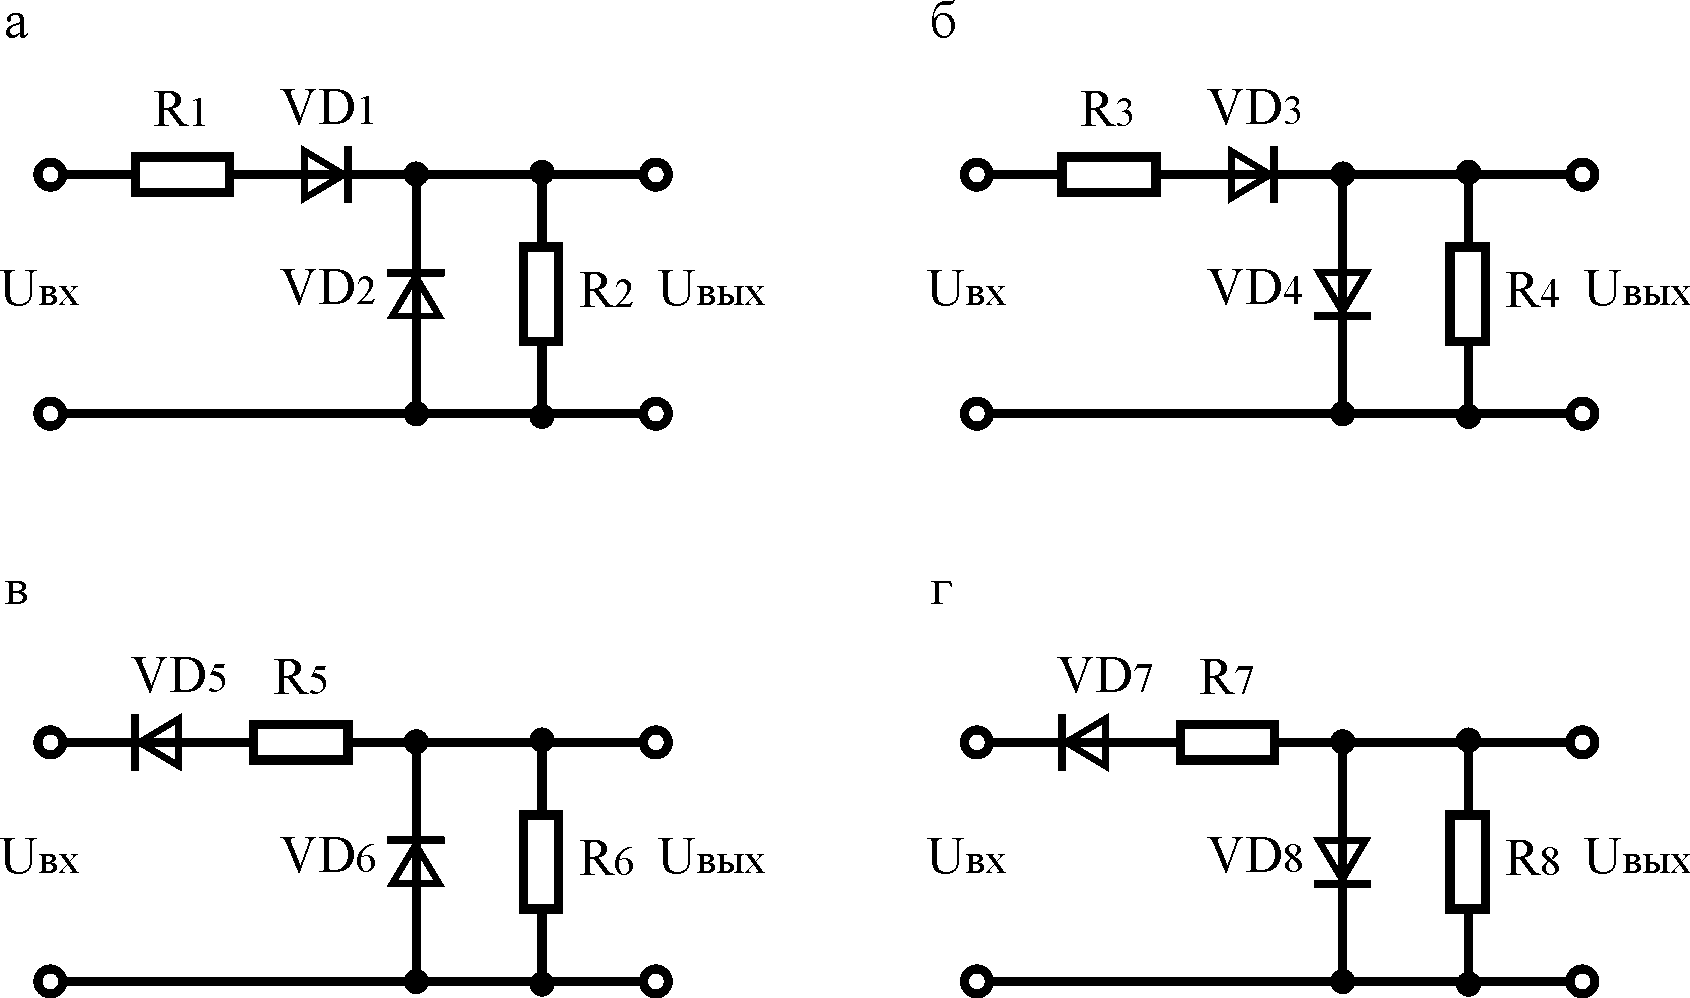 а б
R1 VD1 R3 VD3
Uвх VD2 R2 Uвых Uвх VD4 R4 Uвых
в г
VD5 R5 VD7 R7
Uвх VD6 R6 Uвых Uвх VD8 R8 Uвых